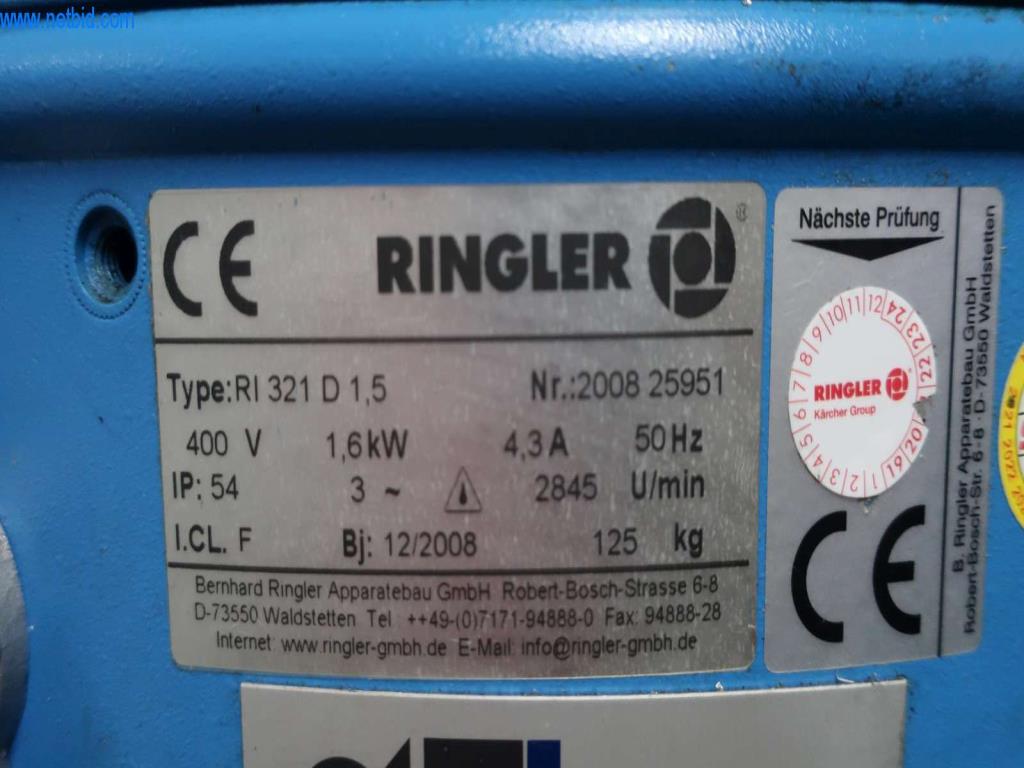 www.netbid.com
CE RINGLER ®
Type: RI 321 D 1,5 Nr.: 2008 25951
400 V 1,6 kW 4,3 A 50 Hz
IP: 54 3 ~ 2845 U/min
I.CL. F Bj: 12/2008 125 kg
Bernhard Ringler Apparatebau GmbH Robert-Bosch-Strasse 6-8
D-73550 Waldstetten Tel ++49-(0)7171-94888-0 Fax: 94888-28
Internet: www.ringler-gmbh.de E-Mail: info@ringler-gmbh.de
Nächste Prüfung
1 2 3 4 5 6 7 8 9 10 11 12
24 23 22 20 19
RINGLER
Kärcher Group
CE
B. Ringler Apparatebau GmbH
Robert-Bosch-Str. 6-8 · D-73550 Waldstetten